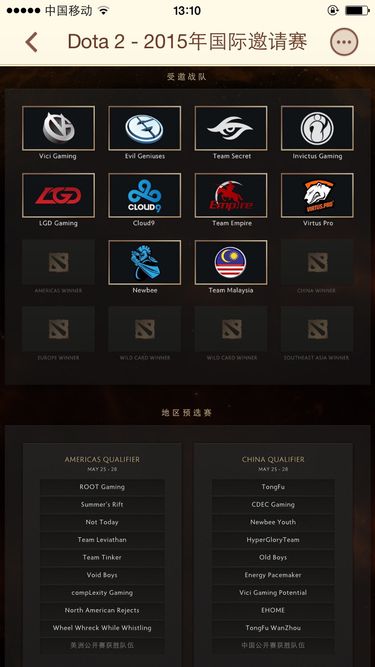 中国移动 13:10
Dota 2 - 2015年国际邀请赛
受邀战队
LGD CLOUD9 Empire VIRTUS.PRO
Vici Gaming Evil Geniuses Team Secret Invictus Gaming
LGD Gaming Cloud9 Team Empire Virtus Pro
AMERICAS WINNER Newbee Team Malaysia CHINA WINNER
EUROPE WINNER WILD CARD WINNER WILD CARD WINNER SOUTHEAST ASIA WINNER
地区预选赛
AMERICAS QUALIFIER
MAY 25 - 28
ROOT Gaming
Summer's Rift
Not Today
Team Leviathan
Team Tinker
Void Boys
compLexity Gaming
North American Rejects
Wheel Whreck While Whistling
美洲公开赛获胜队伍
CHINA QUALIFIER
MAY 25 - 28
TongFu
CDEC Gaming
Newbee Youth
HyperGloryTeam
Old Boys
Energy Pacemaker
Vici Gaming Potential
EHOME
TongFu WanZhou
中国公开赛获胜队伍